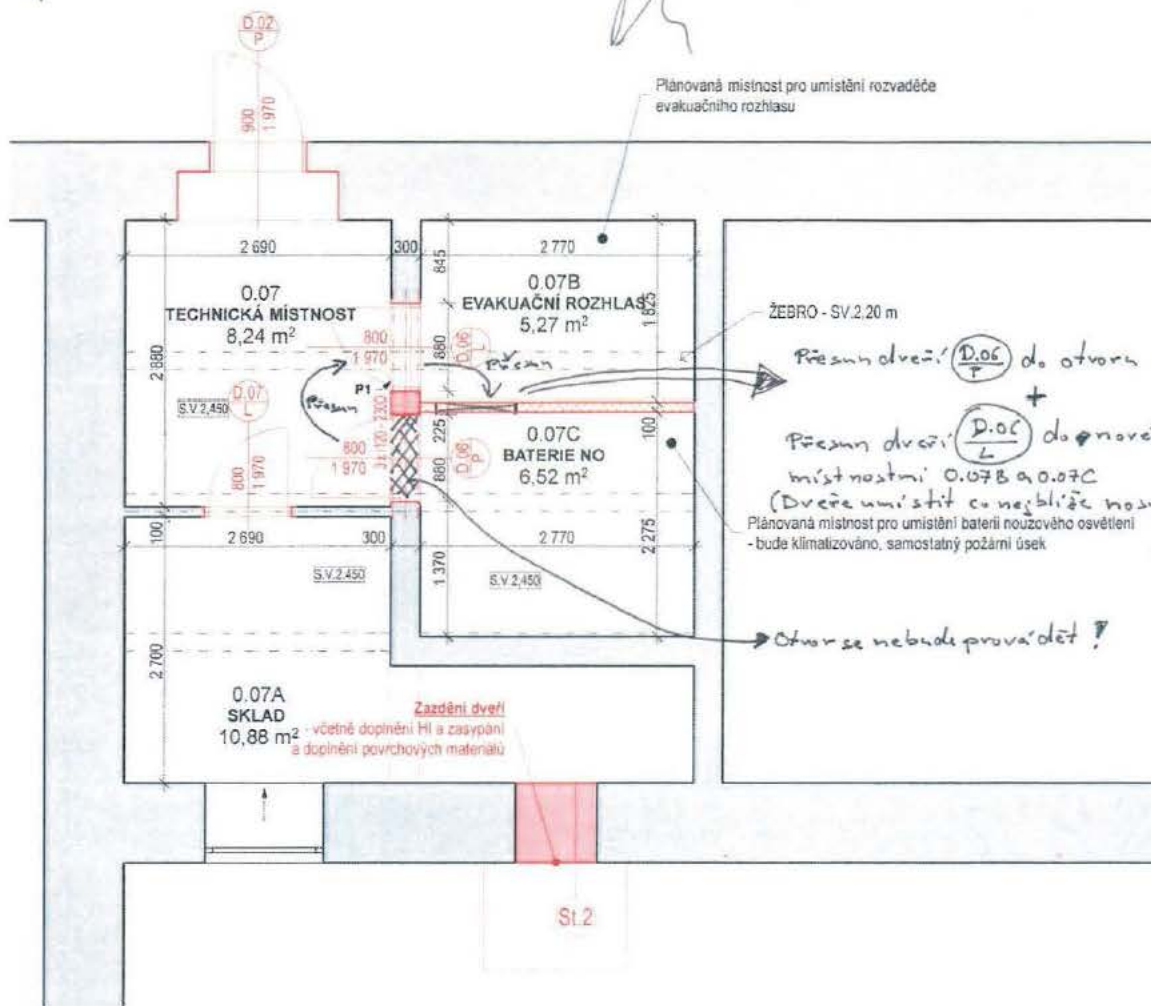 D.02
P
900
1 970
Plánovaná místnost pro umístění rozvaděče
evakuačního rozhlasu
2 690
300
2 770
845
1 825
0.07
TECHNICKÁ MÍSTNOST
8,24 m²
0.07B
EVAKUAČNÍ ROZHLAS
5,27 m²
ŽEBRO - SV.2,20 m
2 880
800
1 970
D.06
L
880
Přesun
Přesun dveří D.06 P do otvoru
+
P1
S.V.2,450
D.07
L
Přesun
3x I 120 - 2300
225
100
800
1 970
800
1 970
D.06
P
880
0.07C
BATERIE NO
6,52 m²
Přesun dveří D.06 L do nové
místnostmi 0.07B a 0.07C
(Dveře umístit co nejblíže
Plánovaná místnost pro umístění baterií nouzového osvětlení
- bude klimatizováno, samostatný požární úsek
100
2 690
300
2 770
2 275
1 370
S.V.2,450
S.V.2,450
Otvor se nebude provádět !
2 700
0.07A
SKLAD
10,88 m²
Zazdění dveří
- včetně doplnění HI a zasypání
a doplnění povrchových materiálů
St.2